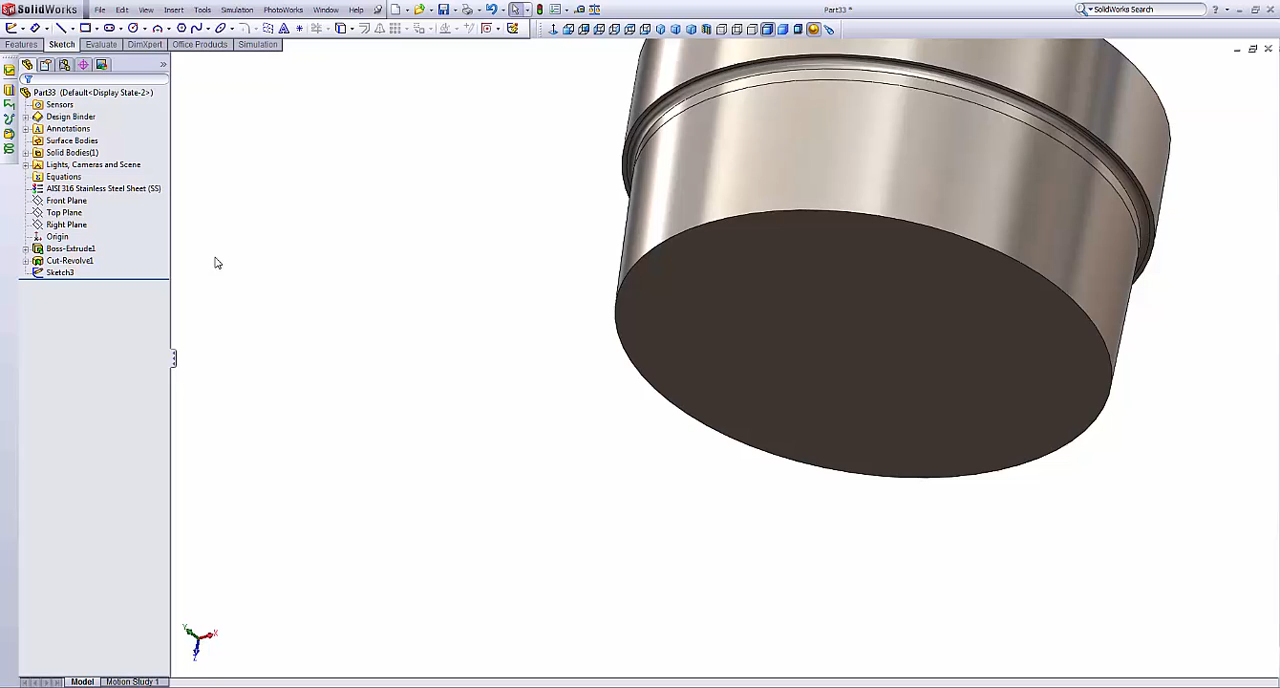 SolidWorks File Edit View Insert Tools Simulation PhotoWorks Window Help Part33 * SolidWorks Search
Features Sketch Evaluate DimXpert Office Products Simulation
Part33 (Default<Display State-2>)
Sensors
Design Binder
Annotations
Surface Bodies
Solid Bodies(1)
Lights, Cameras and Scene
Equations
AISI 316 Stainless Steel Sheet (SS)
Front Plane
Top Plane
Right Plane
Origin
Boss-Extrude1
Cut-Revolve1
Sketch3
Y X
Z
Model Motion Study 1